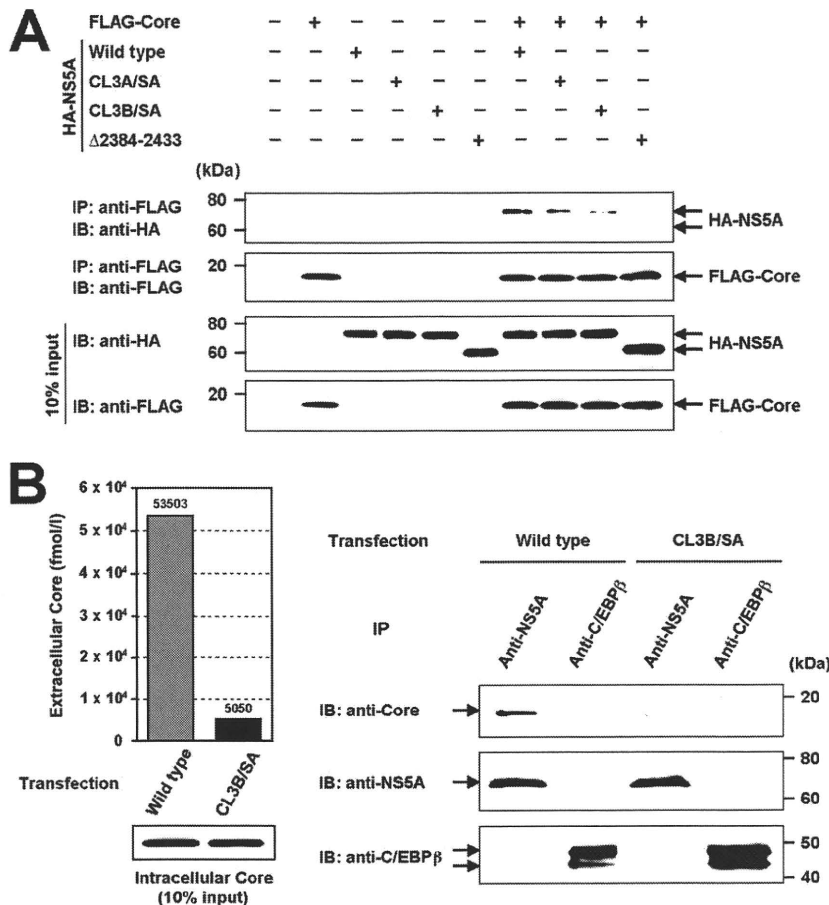 A
FLAG-Core – + – – – – + + + +
HA-NS5A
Wild type – – + – – – + – – –
CL3A/SA – – – + – – – + – –
CL3B/SA – – – – + – – – + –
Δ2384-2433 – – – – – + – – – +
(kDa)
IP: anti-FLAG
IB: anti-HA
80
60
HA-NS5A
IP: anti-FLAG
IB: anti-FLAG
20
FLAG-Core
10% input
IB: anti-HA
80
60
HA-NS5A
IB: anti-FLAG
20
FLAG-Core
B
Extracellular Core (fmol/l)
6 x 10⁴
5 x 10⁴
4 x 10⁴
3 x 10⁴
2 x 10⁴
1 x 10⁴
0
53503
5050
Transfection
Wild type
CL3B/SA
Intracellular Core
(10% input)
Transfection
Wild type
CL3B/SA
IP
Anti-NS5A
Anti-C/EBPβ
Anti-NS5A
Anti-C/EBPβ
(kDa)
IB: anti-Core
20
IB: anti-NS5A
80
60
IB: anti-C/EBPβ
50
40